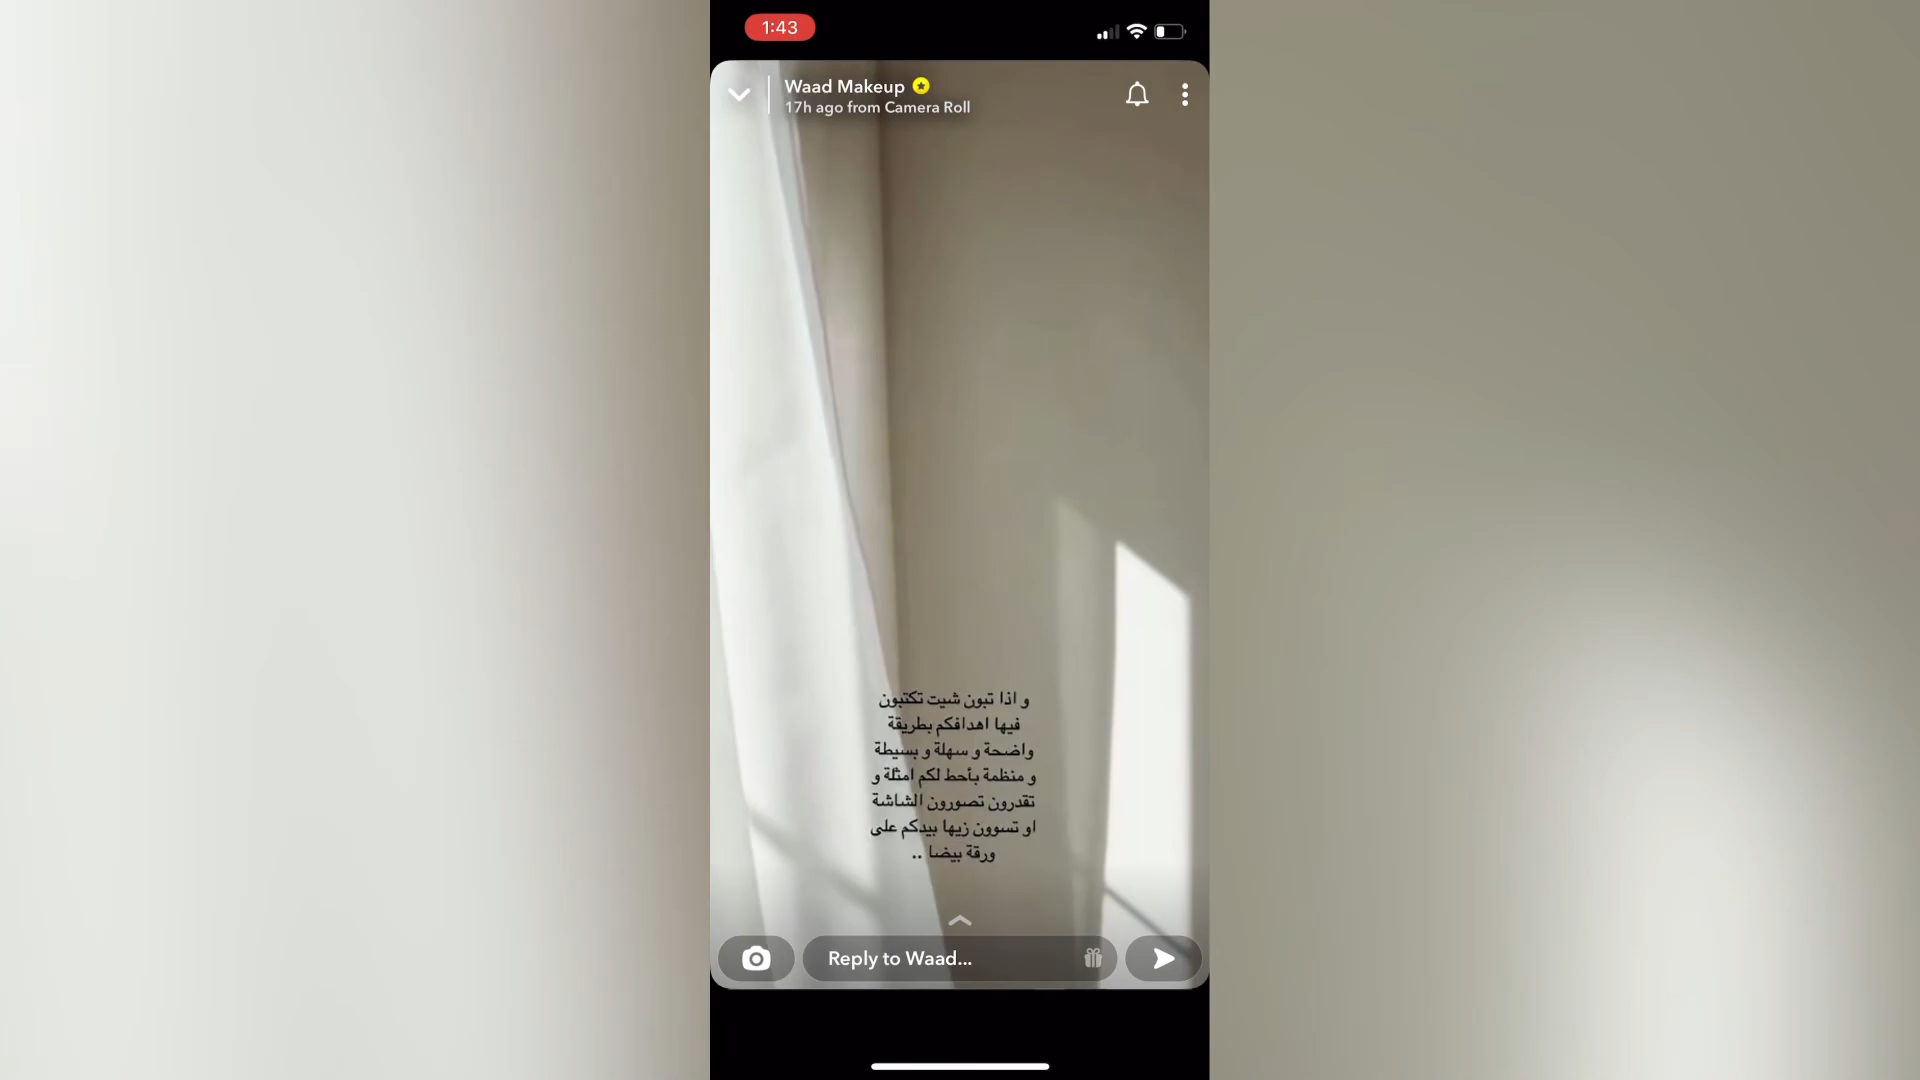 1:43
Waad Makeup
17h ago from Camera Roll
و اذا تبون شيت تكتبون
فيها اهدافكم بطريقة
واضحة و سهلة و بسيطة
و منظمة بأحط لكم امثلة و
تقدرون تصورون الشاشة
او تسوون زيها بيدكم على
ورقة بيضا ..
Reply to Waad...